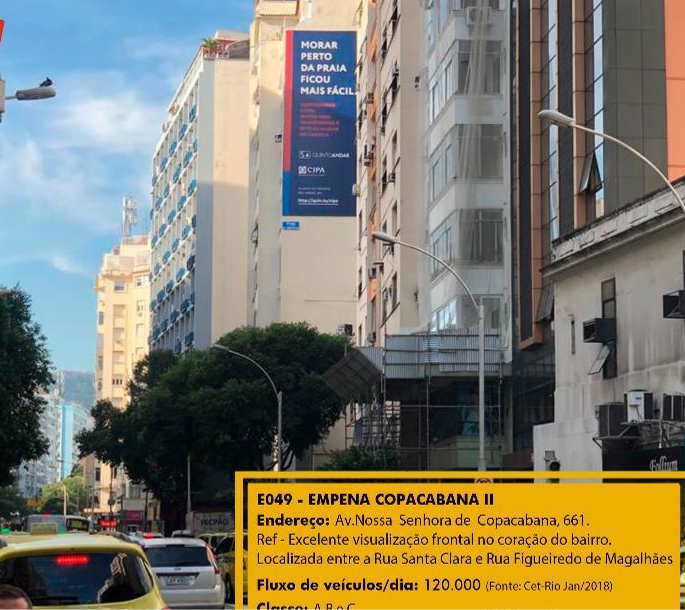 MORAR
PERTO
DA PRAIA
FICOU
MAIS FÁCIL.
QUINTOANDAR
CIPA
E049 - EMPENA COPACABANA II
Endereço: Av.Nossa Senhora de Copacabana, 661.
Ref - Excelente visualização frontal no coração do bairro.
Localizada entre a Rua Santa Clara e Rua Figueiredo de Magalhães
Fluxo de veículos/dia: 120.000 (Fonte: Cet-Rio Jan/2018)
Classe: A B e C